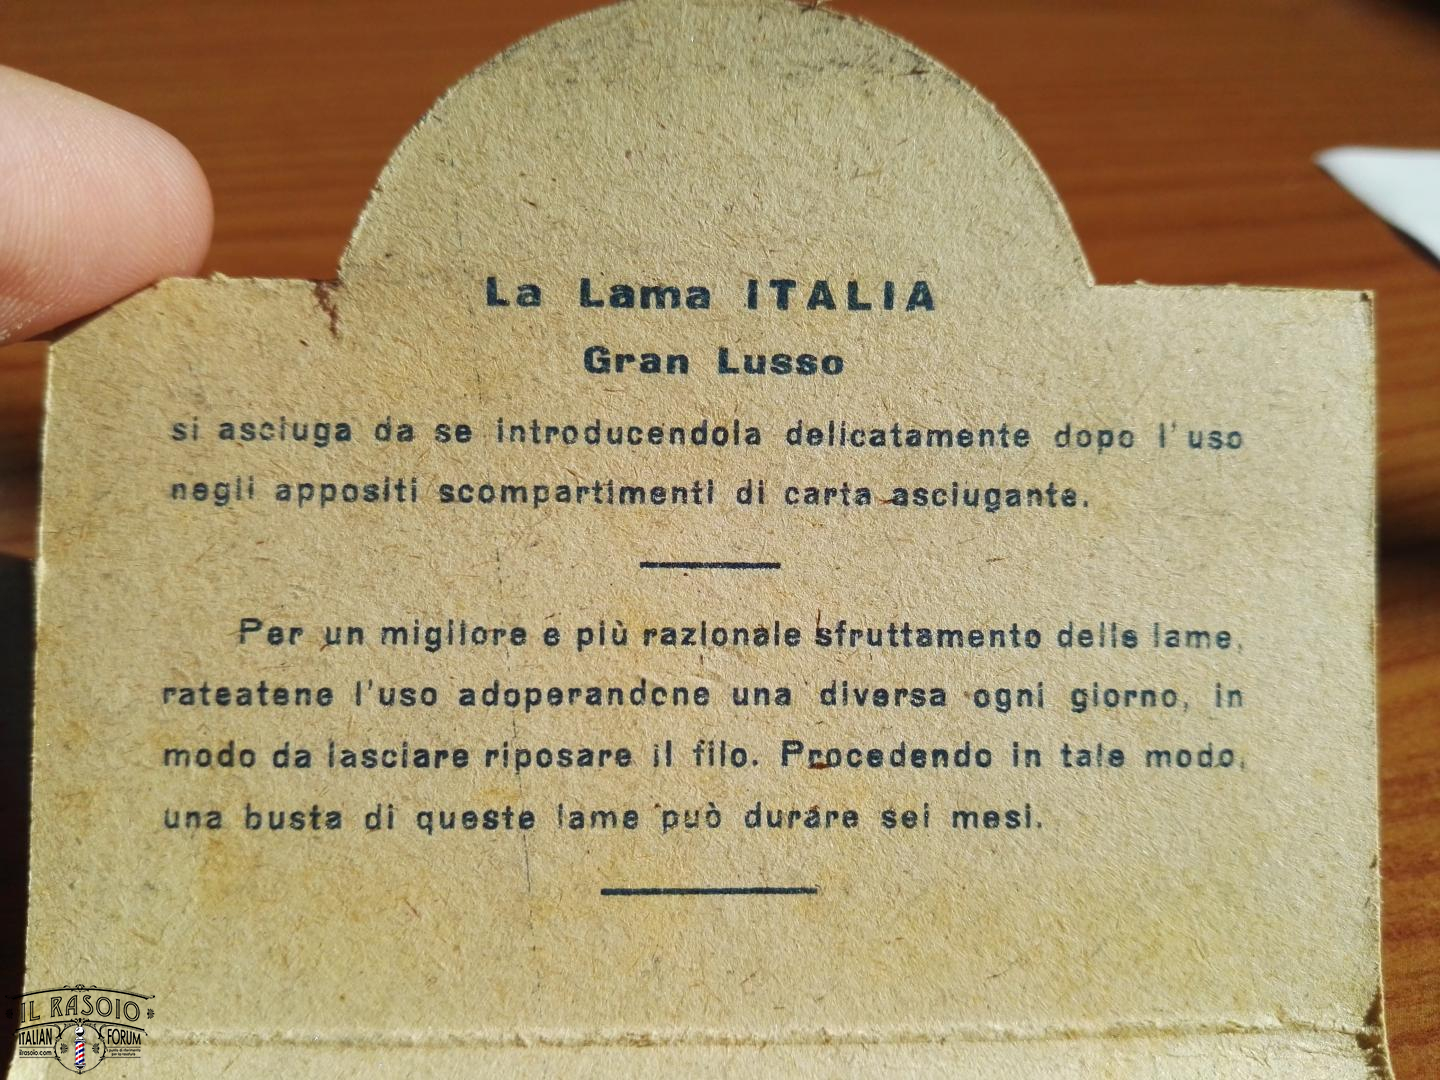 La Lama ITALIA
Gran Lusso
si asciuga da se introducendola delicatamente dopo l'uso
negli appositi scompartimenti di carta asciugante.
Per un migliore e più razionale sfruttamento delle lame,
rateatene l'uso adoperandone una diversa ogni giorno, in
modo da lasciare riposare il filo. Procedendo in tale modo,
una busta di queste lame può durare sei mesi.
IL RASOIO
ITALIAN FORUM
ilrasoio.com